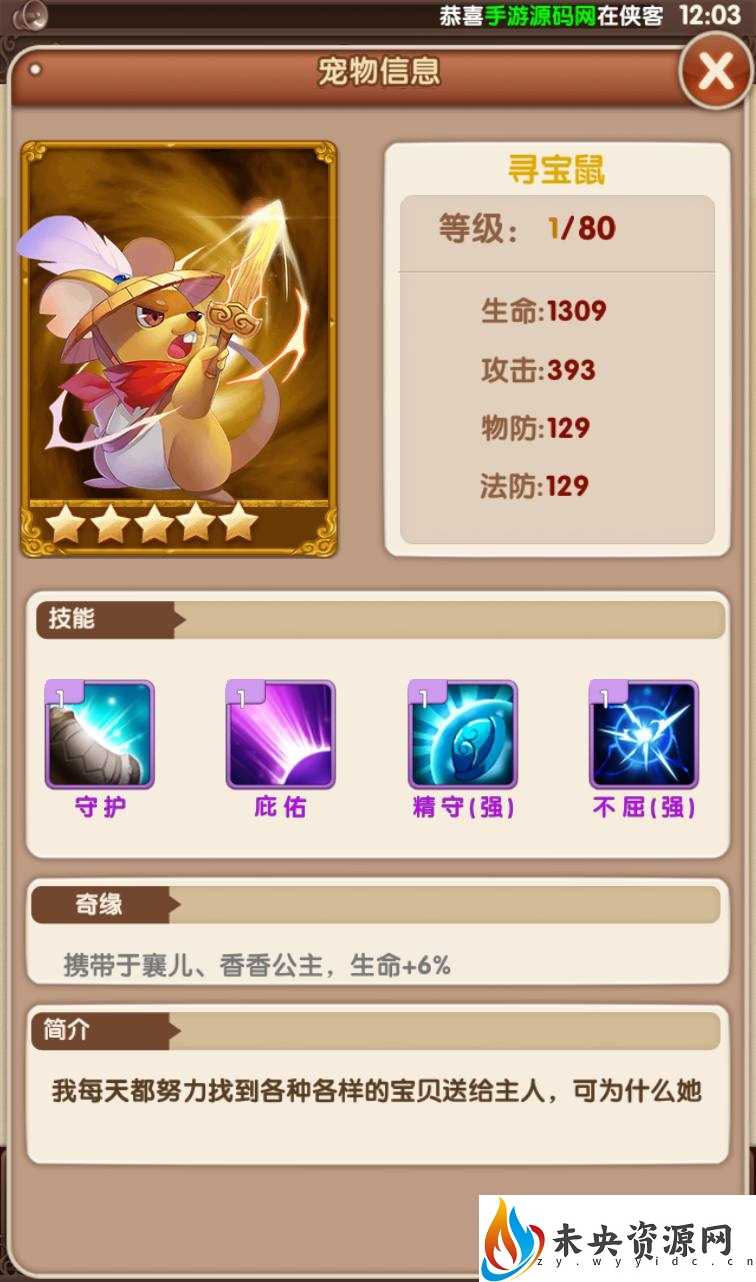 恭喜手游源码网在侠客 12:03
宠物信息
寻宝鼠
等级: 1/80
生命:1309
攻击:393
物防:129
法防:129
技能
1 1 1 1
守护 庇佑 精守(强) 不屈(强)
奇缘
携带于襄儿、香香公主，生命+6%
简介
我每天都努力找到各种各样的宝贝送给主人，可为什么她
未央资源网
zy.wyyidc.cn